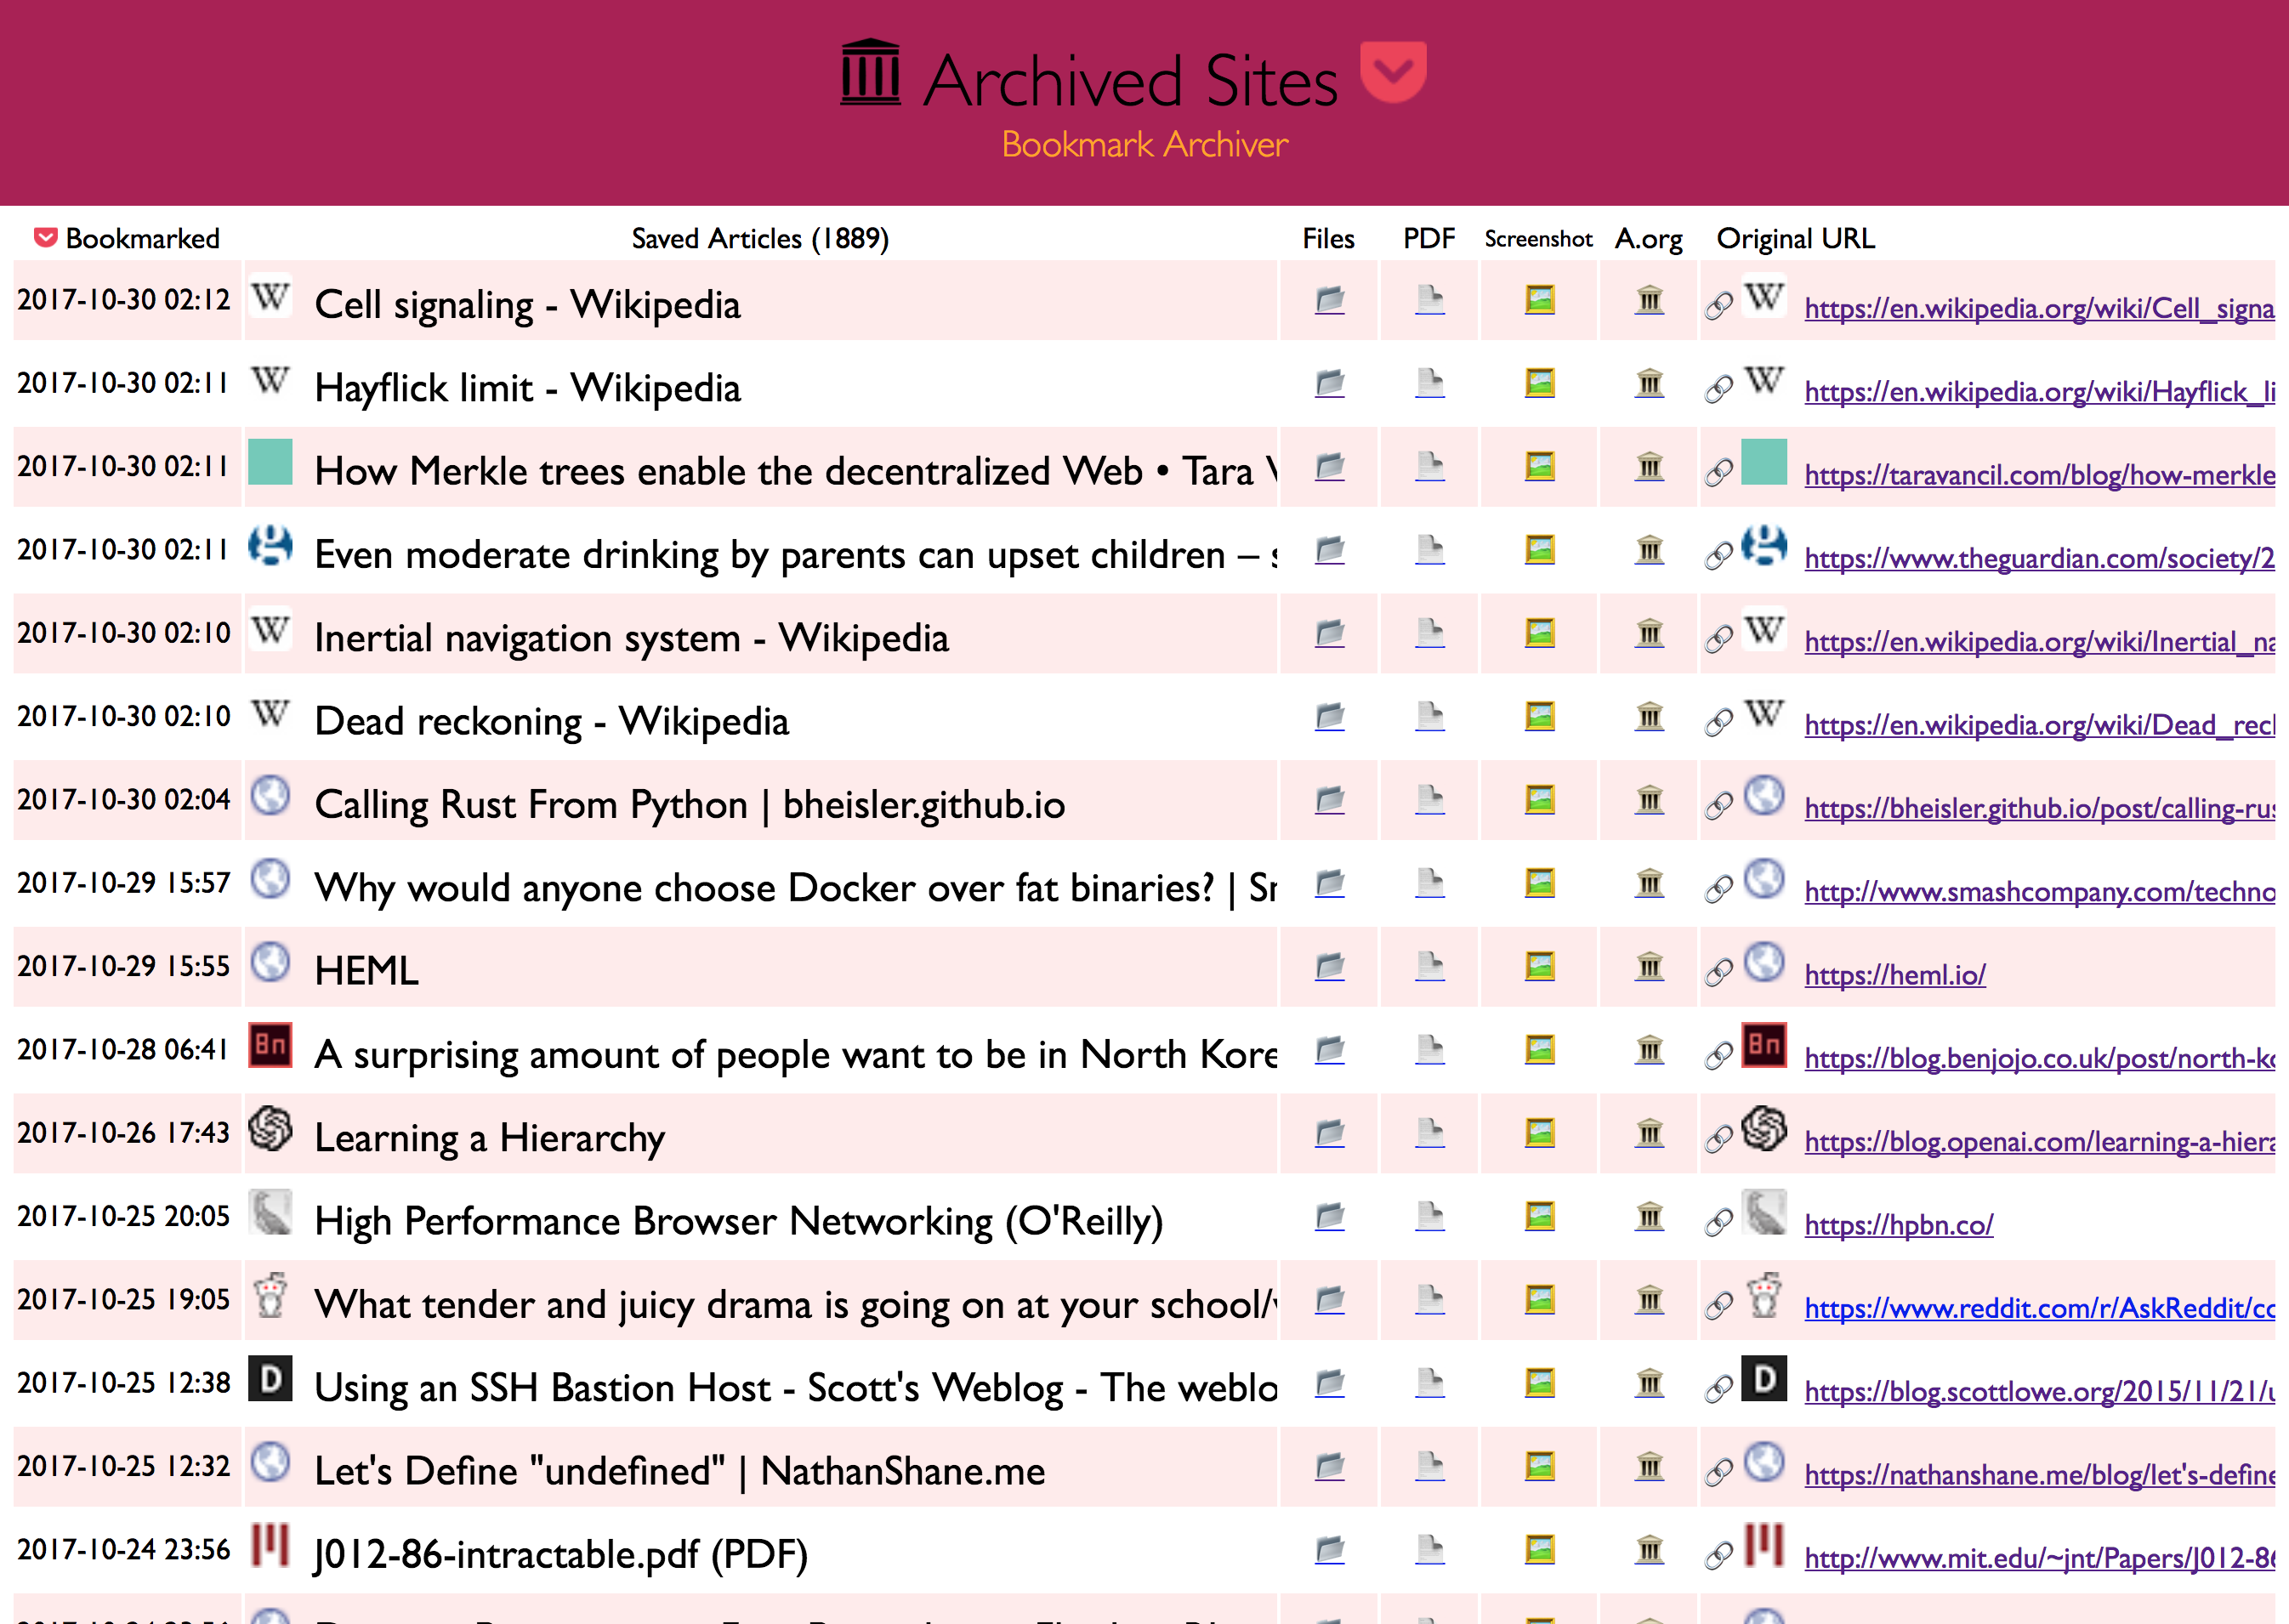 Archived Sites
Bookmark Archiver
Bookmarked Saved Articles (1889) Files PDF Screenshot A.org Original URL
2017-10-30 02:12 W Cell signaling - Wikipedia W https://en.wikipedia.org/wiki/Cell_signa
2017-10-30 02:11 W Hayflick limit - Wikipedia W https://en.wikipedia.org/wiki/Hayflick_li
2017-10-30 02:11 How Merkle trees enable the decentralized Web • Tara https://taravancil.com/blog/how-merkle
2017-10-30 02:11 g Even moderate drinking by parents can upset children – s g https://www.theguardian.com/society/2
2017-10-30 02:10 W Inertial navigation system - Wikipedia W https://en.wikipedia.org/wiki/Inertial_na
2017-10-30 02:10 W Dead reckoning - Wikipedia W https://en.wikipedia.org/wiki/Dead_recl
2017-10-30 02:04 Calling Rust From Python | bheisler.github.io https://bheisler.github.io/post/calling-rus
2017-10-29 15:57 Why would anyone choose Docker over fat binaries? | Sr http://www.smashcompany.com/techno
2017-10-29 15:55 HEML https://heml.io/
2017-10-28 06:41 Bn A surprising amount of people want to be in North Kore Bn https://blog.benjojo.co.uk/post/north-ko
2017-10-26 17:43 Learning a Hierarchy https://blog.openai.com/learning-a-hiera
2017-10-25 20:05 High Performance Browser Networking (O'Reilly) https://hpbn.co/
2017-10-25 19:05 What tender and juicy drama is going on at your school/ https://www.reddit.com/r/AskReddit/co
2017-10-25 12:38 D Using an SSH Bastion Host - Scott's Weblog - The weblo D https://blog.scottlowe.org/2015/11/21/u
2017-10-25 12:32 Let's Define "undefined" | NathanShane.me https://nathanshane.me/blog/let's-define
2017-10-24 23:56 J012-86-intractable.pdf (PDF) http://www.mit.edu/~jnt/Papers/J012-86